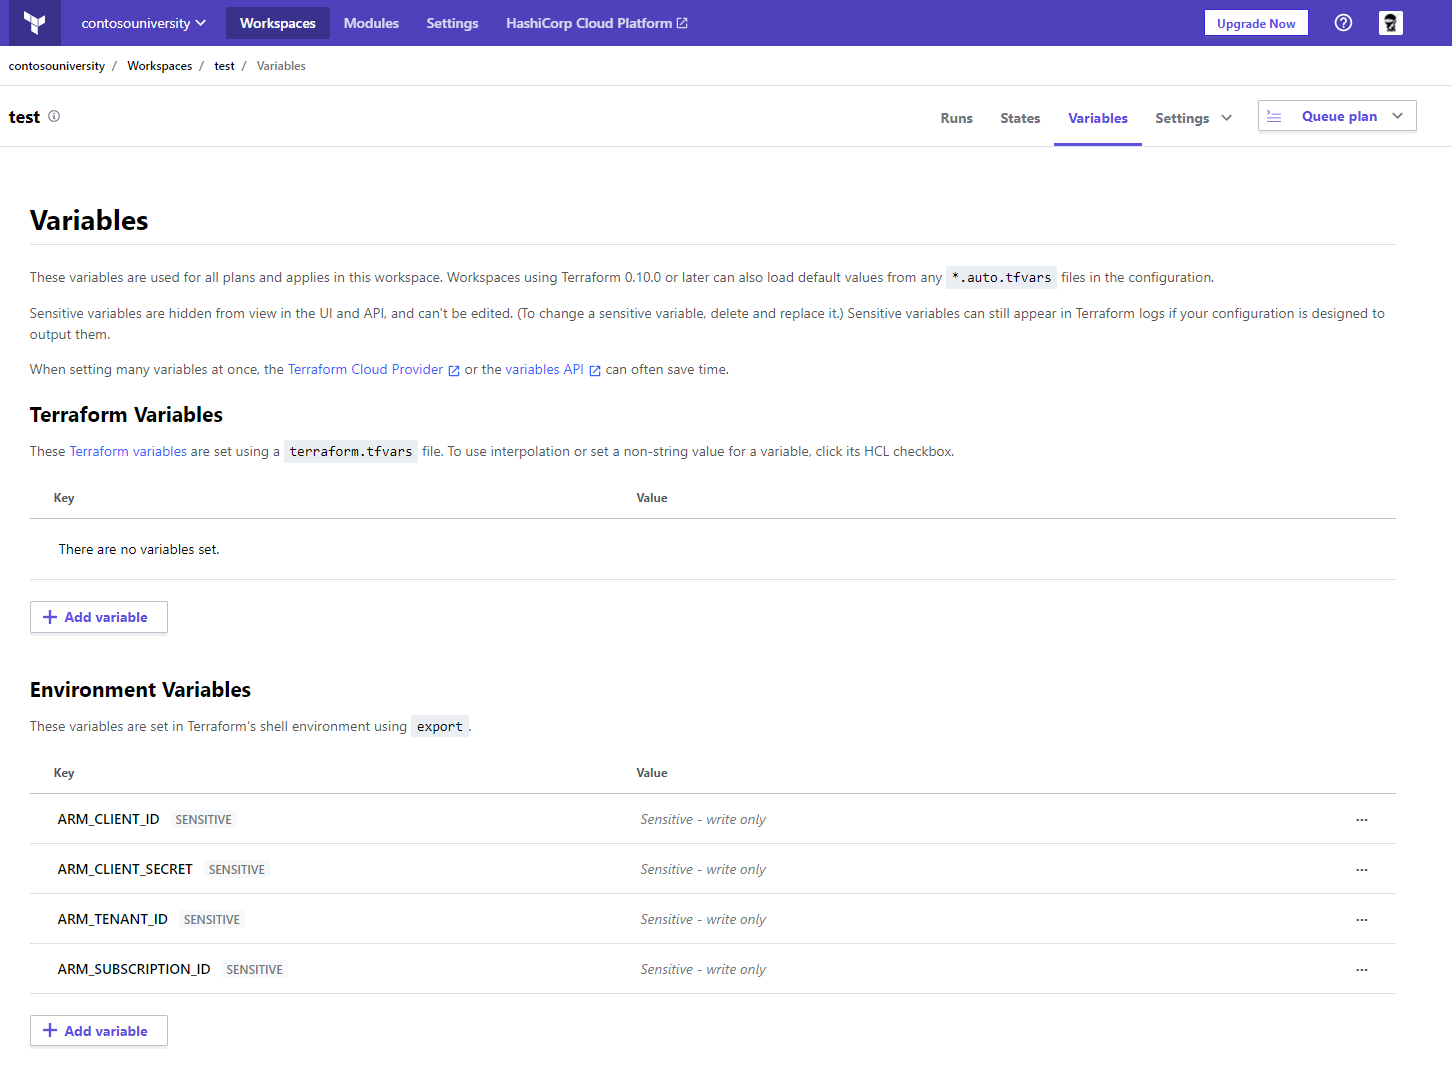 contosouniversity Workspaces Modules Settings HashiCorp Cloud Platform Upgrade Now
contosouniversity / Workspaces / test / Variables
test Runs States Variables Settings Queue plan
Variables
These variables are used for all plans and applies in this workspace. Workspaces using Terraform 0.10.0 or later can also load default values from any *.auto.tfvars files in the configuration.
Sensitive variables are hidden from view in the UI and API, and can't be edited. (To change a sensitive variable, delete and replace it.) Sensitive variables can still appear in Terraform logs if your configuration is designed to
output them.
When setting many variables at once, the Terraform Cloud Provider or the variables API can often save time.
Terraform Variables
These Terraform variables are set using a terraform.tfvars file. To use interpolation or set a non-string value for a variable, click its HCL checkbox.
Key Value
There are no variables set.
+ Add variable
Environment Variables
These variables are set in Terraform's shell environment using export.
Key Value
ARM_CLIENT_ID SENSITIVE Sensitive - write only ...
ARM_CLIENT_SECRET SENSITIVE Sensitive - write only ...
ARM_TENANT_ID SENSITIVE Sensitive - write only ...
ARM_SUBSCRIPTION_ID SENSITIVE Sensitive - write only ...
+ Add variable